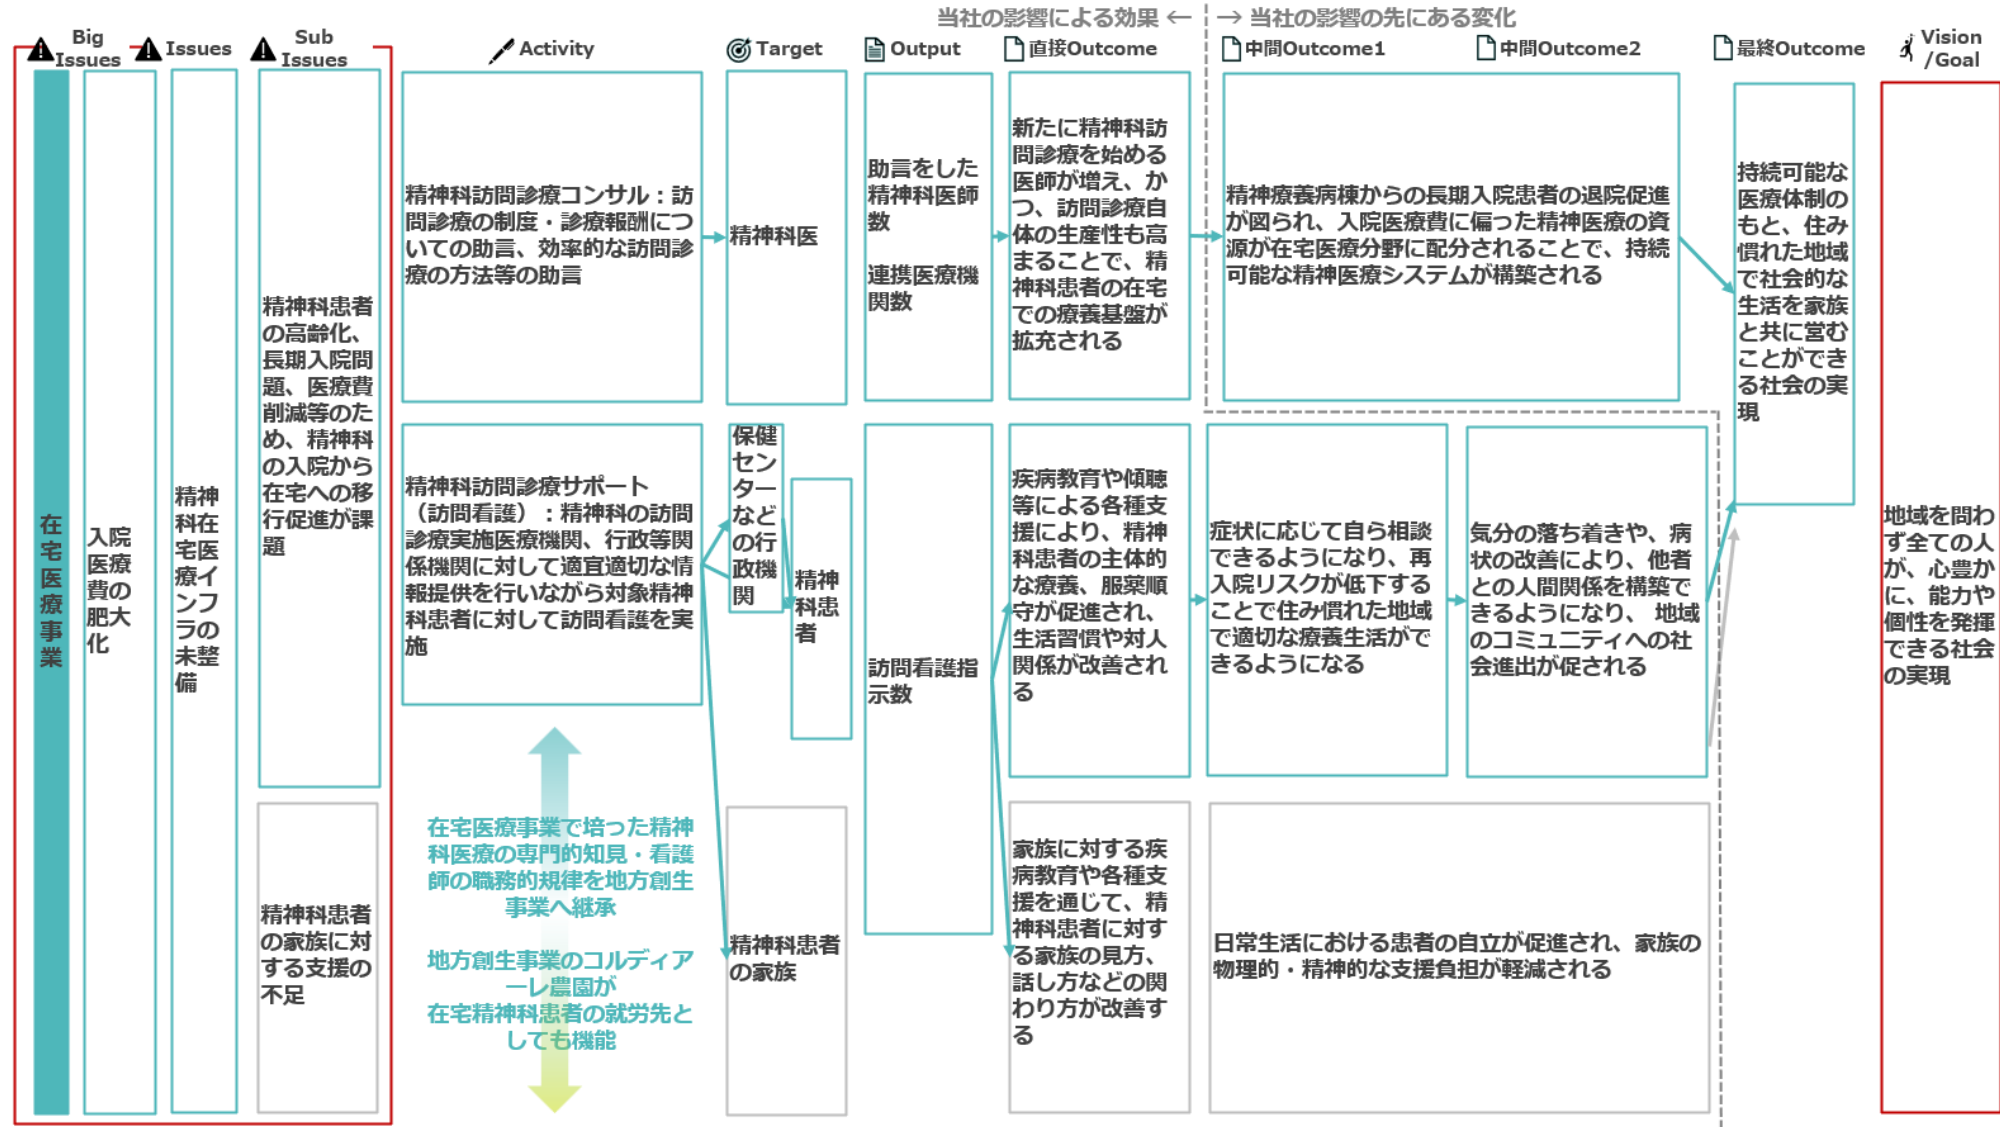 当社の影響による効果 ←
→ 当社の影響の先にある変化
Big
Issues
Issues
Sub
Issues
Activity
Target
Output
直接Outcome
中間Outcome1
中間Outcome2
最終Outcome
Vision
/Goal
在
宅
医
療
事
業
入院
医療
費の
肥大
化
精神
科在
宅医
療イ
ンフ
ラの
未整
備
精神科患者
の高齢化、
長期入院問
題、医療費
削減等のた
め、精神科
の入院から
在宅への移
行促進が課
題
精神科患者
の家族に対
する支援の
不足
精神科訪問診療コンサル：訪
問診療の制度・診療報酬につ
いての助言、効率的な訪問診
療の方法等の助言
精神科医
助言をした
精神科医師
数
連携医療機
関数
新たに精神科訪
問診療を始める
医師が増え、か
つ、訪問診療自
体の生産性も高
まることで、精
神科患者の在宅
での療養基盤が
拡充される
精神療養病棟からの長期入院患者の退院促進
が図られ、入院医療費に偏った精神医療の資
源が在宅医療分野に配分されることで、持続
可能な精神医療システムが構築される
持続可能な
医療体制の
もと、住み
慣れた地域
で社会的な
生活を家族
と共に営む
ことができ
る社会の実
現
精神科訪問診療サポート
（訪問看護）：精神科の訪問
診療実施医療機関、行政等関
係機関に対して適宜適切な情
報提供を行いながら対象精神
科患者に対して訪問看護を実
施
保健
セン
ター
など
の行
政機
関
精神
科患
者
訪問看護指
示数
疾病教育や傾聴
等による各種支
援により、精神
科患者の主体的
な療養、服薬順
守が促進され、
生活習慣や対人
関係が改善され
る
症状に応じて自ら相談
できるようになり、再
入院リスクが低下する
ことで住み慣れた地域
で適切な療養生活がで
きるようになる
気分の落ち着きや、病
状の改善により、他者
との人間関係を構築で
きるようになり、 地域
のコミュニティへの社
会進出が促される
地域を問わ
ず全ての人
が、心豊か
に、能力や
個性を発揮
できる社会
の実現
在宅医療事業で培った精神
科医療の専門的知見・看護
師の職務的規律を地方創生
事業へ継承
地方創生事業のコルディア
ーレ農園が
在宅精神科患者の就労先と
しても機能
精神科患者
の家族
家族に対する疾
病教育や各種支
援を通じて、精
神科患者に対す
る家族の見方、
話し方などの関
わり方が改善す
る
日常生活における患者の自立が促進され、家族の
物理的・精神的な支援負担が軽減される